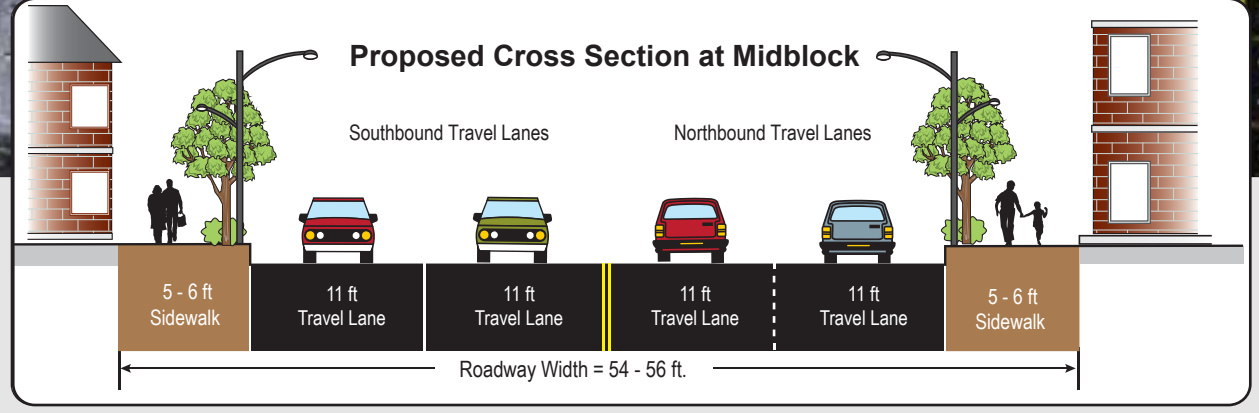 Proposed Cross Section at Midblock
Southbound Travel Lanes
Northbound Travel Lanes
5 - 6 ft
Sidewalk
11 ft
Travel Lane
11 ft
Travel Lane
11 ft
Travel Lane
11 ft
Travel Lane
5 - 6 ft
Sidewalk
Roadway Width = 54 - 56 ft.